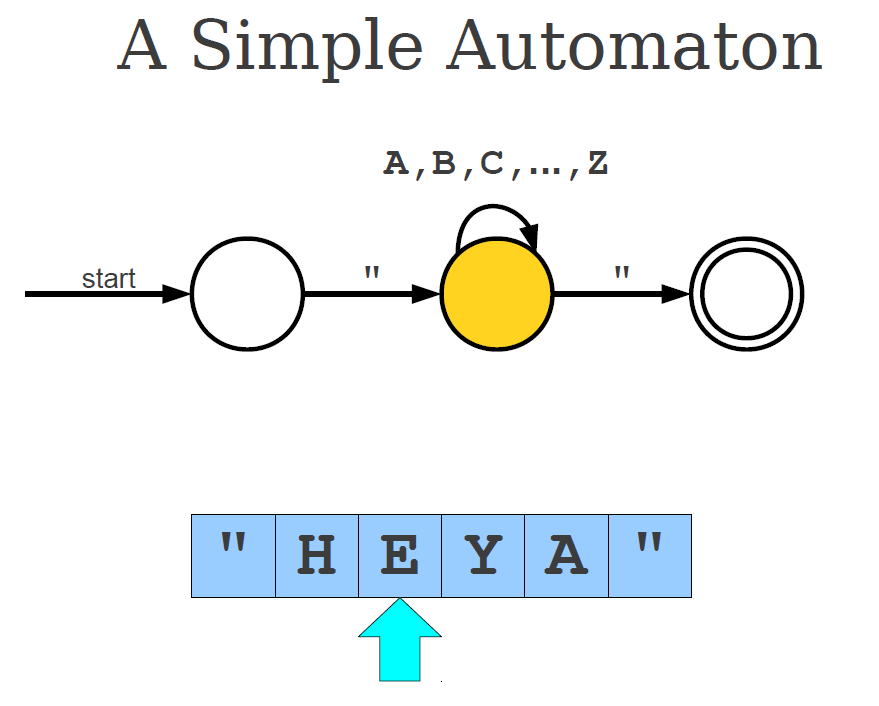 A Simple Automaton
A,B,C,…,Z
start
"
"
" H E Y A "